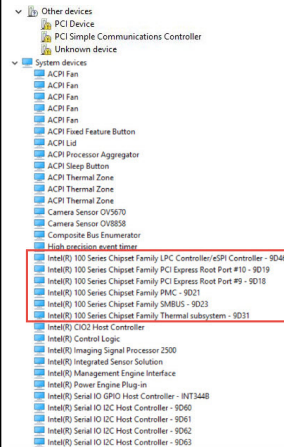 Other devices
PCI Device
PCI Simple Communications Controller
Unknown device
System devices
ACPI Fan
ACPI Fan
ACPI Fan
ACPI Fan
ACPI Fan
ACPI Fixed Feature Button
ACPI Lid
ACPI Processor Aggregator
ACPI Sleep Button
ACPI Thermal Zone
ACPI Thermal Zone
ACPI Thermal Zone
Camera Sensor OV5670
Camera Sensor OV8858
Composite Bus Enumerator
High precision event timer
Intel(R) 100 Series Chipset Family LPC Controller/eSPI Controller - 9D46
Intel(R) 100 Series Chipset Family PCI Express Root Port #10 - 9D19
Intel(R) 100 Series Chipset Family PCI Express Root Port #9 - 9D18
Intel(R) 100 Series Chipset Family PMC - 9D21
Intel(R) 100 Series Chipset Family SMBUS - 9D23
Intel(R) 100 Series Chipset Family Thermal subsystem - 9D31
Intel(R) CIO2 Host Controller
Intel(R) Control Logic
Intel(R) Imaging Signal Processor 2500
Intel(R) Integrated Sensor Solution
Intel(R) Management Engine Interface
Intel(R) Power Engine Plug-in
Intel(R) Serial IO GPIO Host Controller - INT344B
Intel(R) Serial IO I2C Host Controller - 9D60
Intel(R) Serial IO I2C Host Controller - 9D61
Intel(R) Serial IO I2C Host Controller - 9D62
Intel(R) Serial IO I2C Host Controller - 9D63